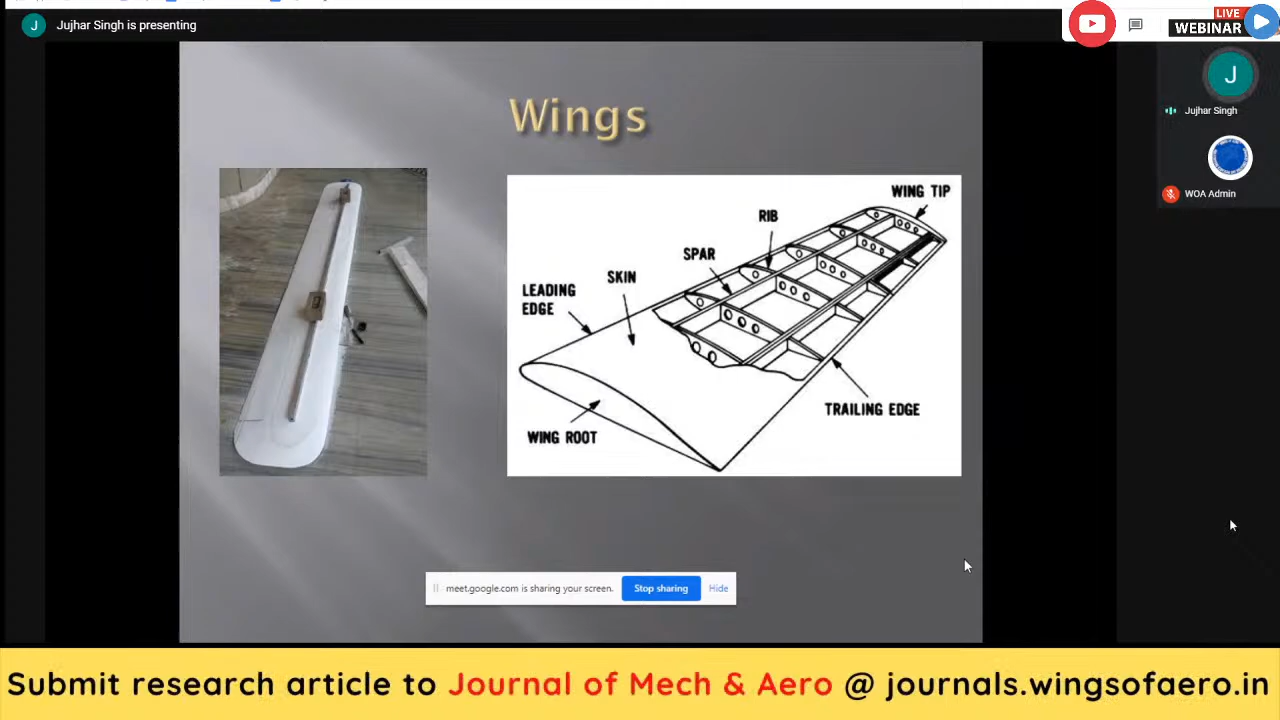 J
Jujhar Singh is presenting
LIVE
WEBINAR
J
Jujhar Singh
WOA Admin
Wings
WING TIP
RIB
SPAR
SKIN
LEADING
EDGE
TRAILING EDGE
WING ROOT
meet.google.com is sharing your screen.
Stop sharing
Hide
Submit research article to Journal of Mech & Aero @ journals.wingsofaero.in